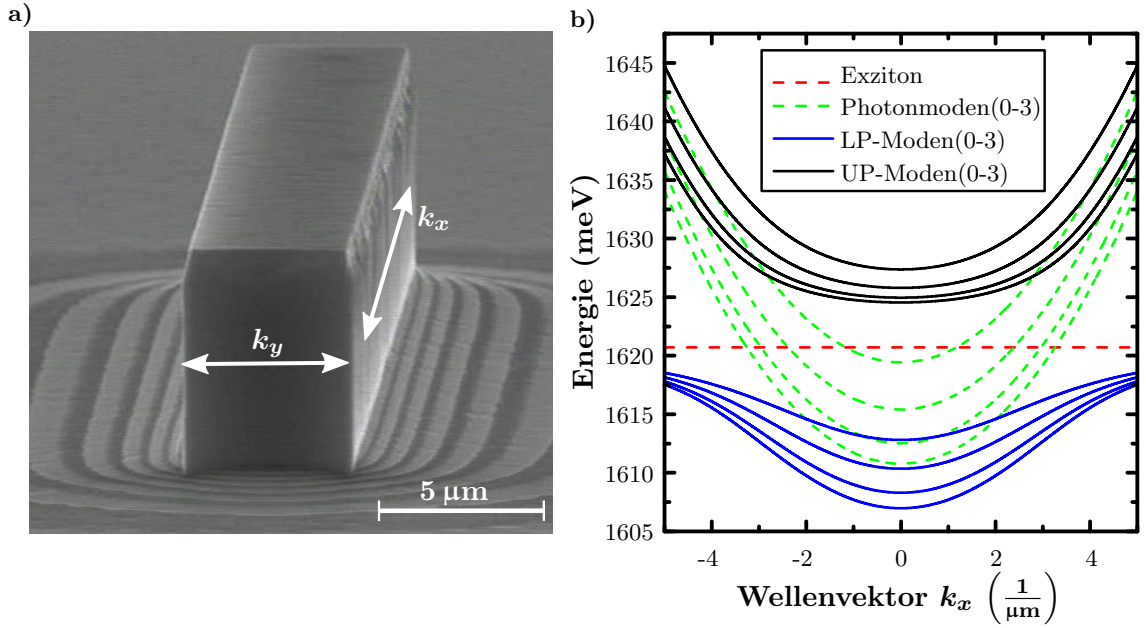 a)
k_x
k_y
5 µm
b)
Energie (meV)
1645
1640
1635
1630
1625
1620
1615
1610
1605
Exziton
Photonmoden(0-3)
LP-Moden(0-3)
UP-Moden(0-3)
-4 -2 0 2 4
Wellenvektor k_x (1/µm)